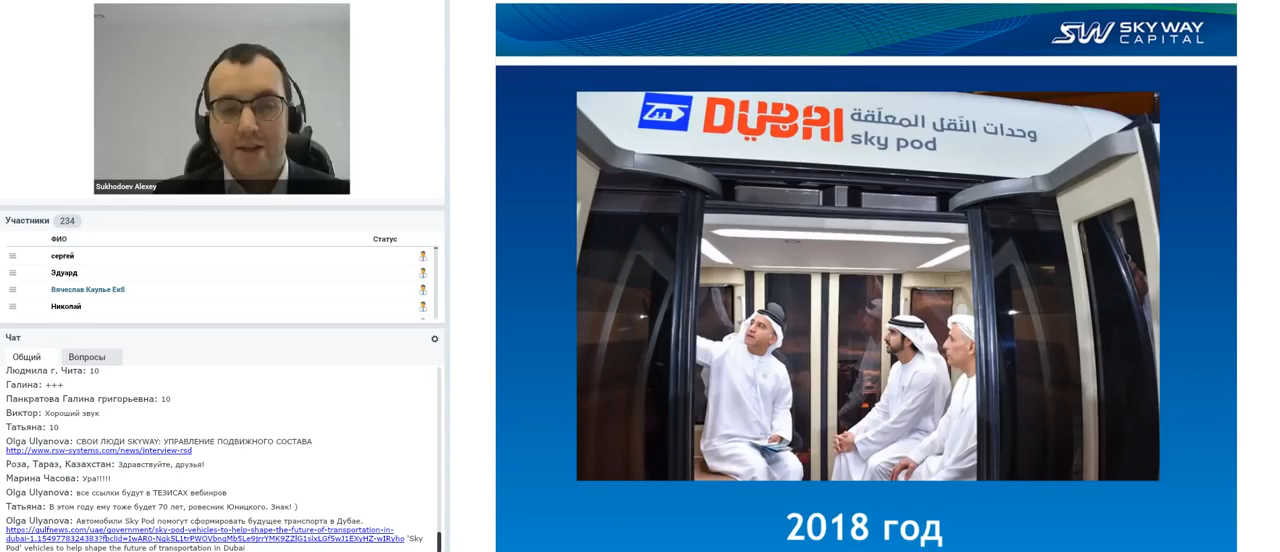 Sukhodoev Alexey
Участники 234
ФИО Статус
сергей
Эдуард
Вячеслав Каулье Екб
Николай
Чат
Общий Вопросы
Людмила г. Чита: 10
Галина: +++
Панкратова Галина григорьевна: 10
Виктор: Хороший звук
Татьяна: 10
Olga Ulyanova: СВОИ ЛЮДИ SKYWAY: УПРАВЛЕНИЕ ПОДВИЖНОГО СОСТАВА
http://www.rsw-systems.com/news/interview-rsd
Роза, Тараз, Казахстан: Здравствуйте, друзья!
Марина Часова: Ура!!!!!
Olga Ulyanova: все ссылки будут в ТЕЗИСАХ вебинров
Татьяна: В этом году ему тоже будет 70 лет, ровесник Юницкого. Знак! )
Olga Ulyanova: Автомобили Sky Pod помогут сформировать будущее транспорта в Дубае.
https://gulfnews.com/uae/government/sky-pod-vehicles-to-help-shape-the-future-of-transportation-in-
'Sky
Pod' vehicles to help shape the future of transportation in Dubai
SW SKY WAY
CAPITAL
DUBAI وحدات النّقل المعلّقة
sky pod
2018 год